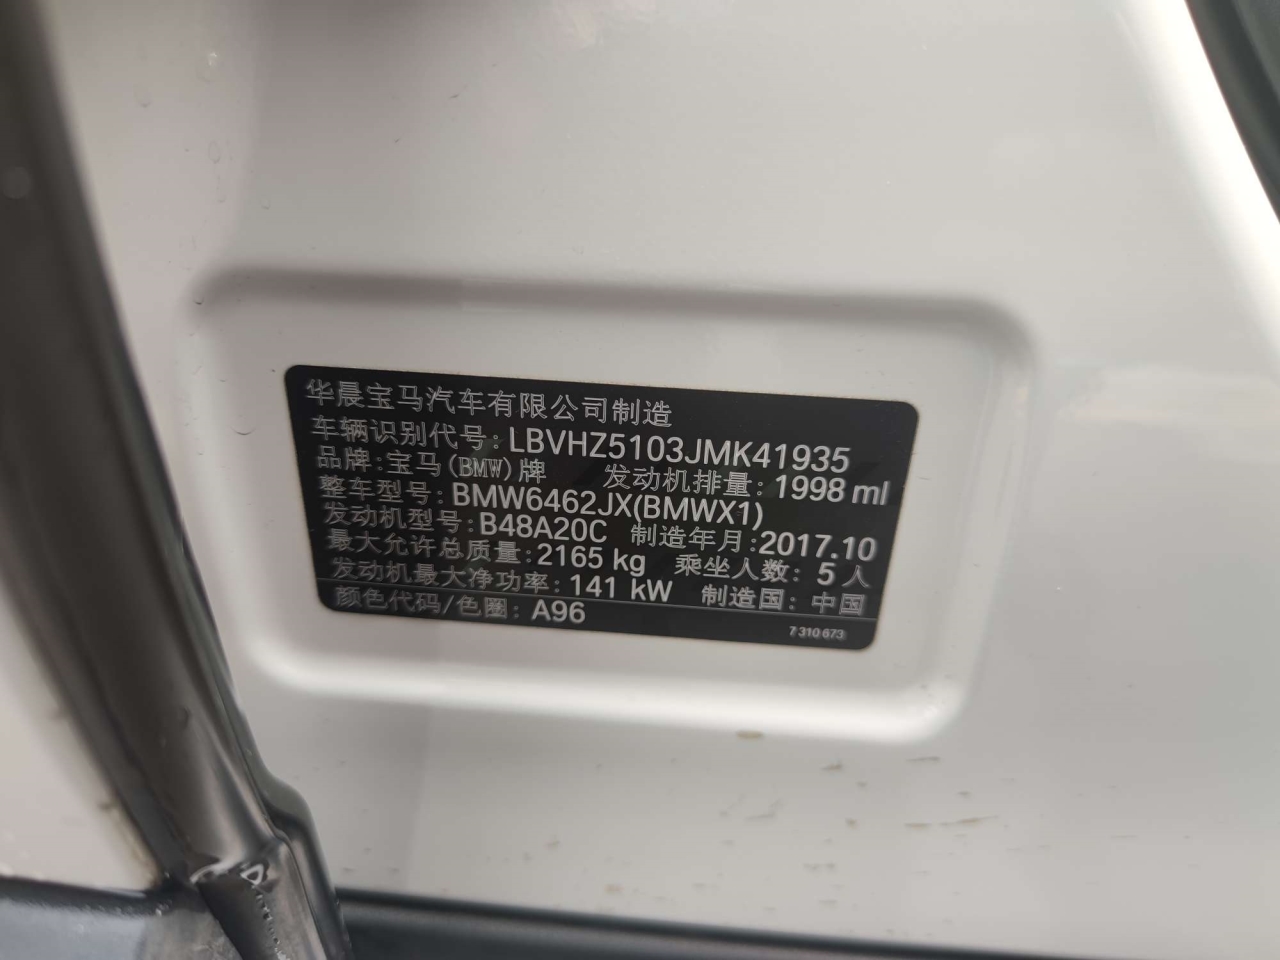 华晨宝马汽车有限公司制造
车辆识别代号: LBVHZ5103JMK41935
品牌: 宝马(BMW)牌 发动机排量: 1998 ml
整车型号: BMW6462JX(BMWX1)
发动机型号: B48A20C 制造年月: 2017.10
最大允许总质量: 2165 kg 乘坐人数: 5 人
发动机最大净功率: 141 kW 制造国: 中国
颜色代码/色圈: A96
7 310 673